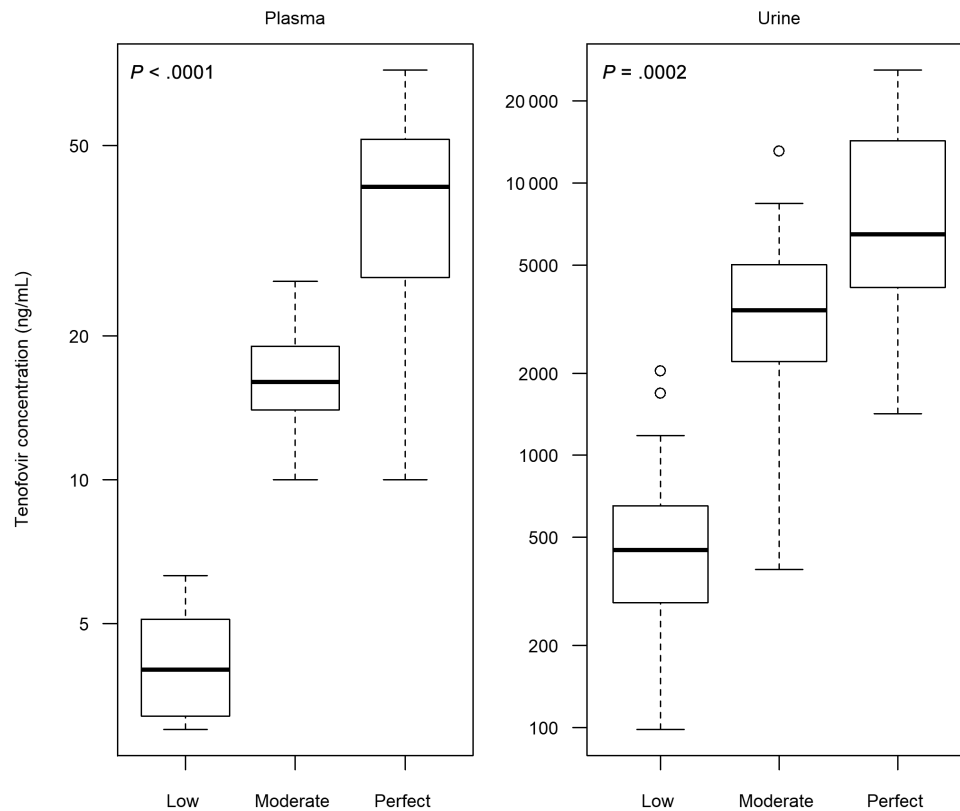 Plasma
Urine
P < .0001
P = .0002
Tenofovir concentration (ng/mL)
50
20
10
5
20 000
10 000
5000
2000
1000
500
200
100
Low
Moderate
Perfect
Low
Moderate
Perfect